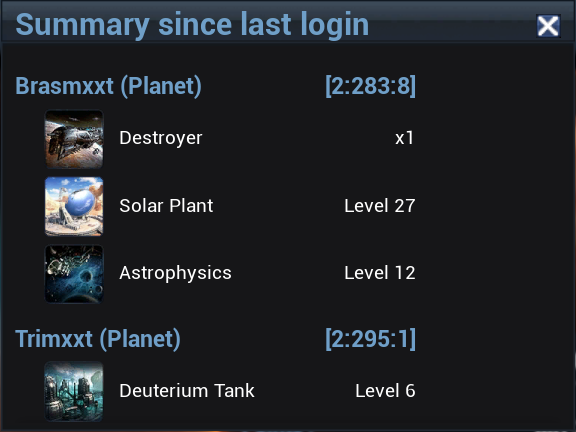 Summary since last login
Brasmxxt (Planet) [2:283:8]
Destroyer x1
Solar Plant Level 27
Astrophysics Level 12
Trimxxt (Planet) [2:295:1]
Deuterium Tank Level 6